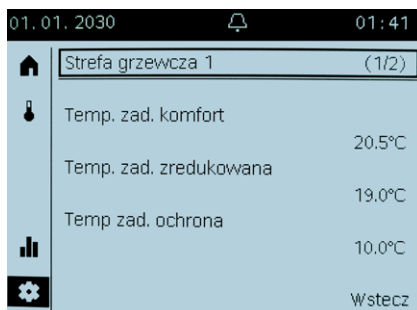 01.01.2030 01:41
Strefa grzewcza 1 (1/2)
Temp. zad. komfort
20.5°C
Temp. zad. zredukowana
19.0°C
Temp zad. ochrona
10.0°C
Wstecz